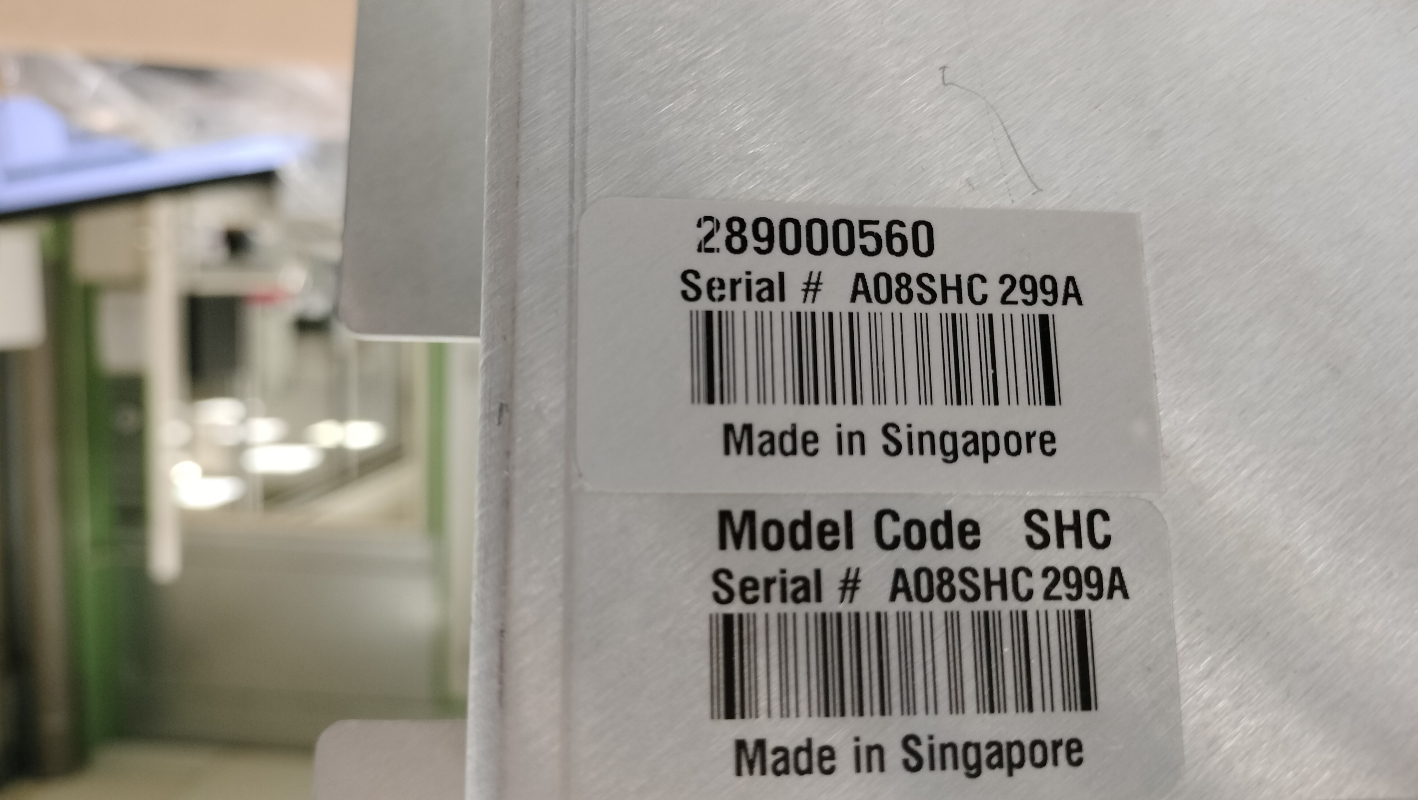 289000560
Serial # A08SHC 299A
Made in Singapore
Model Code SHC
Serial # A08SHC 299A
Made in Singapore